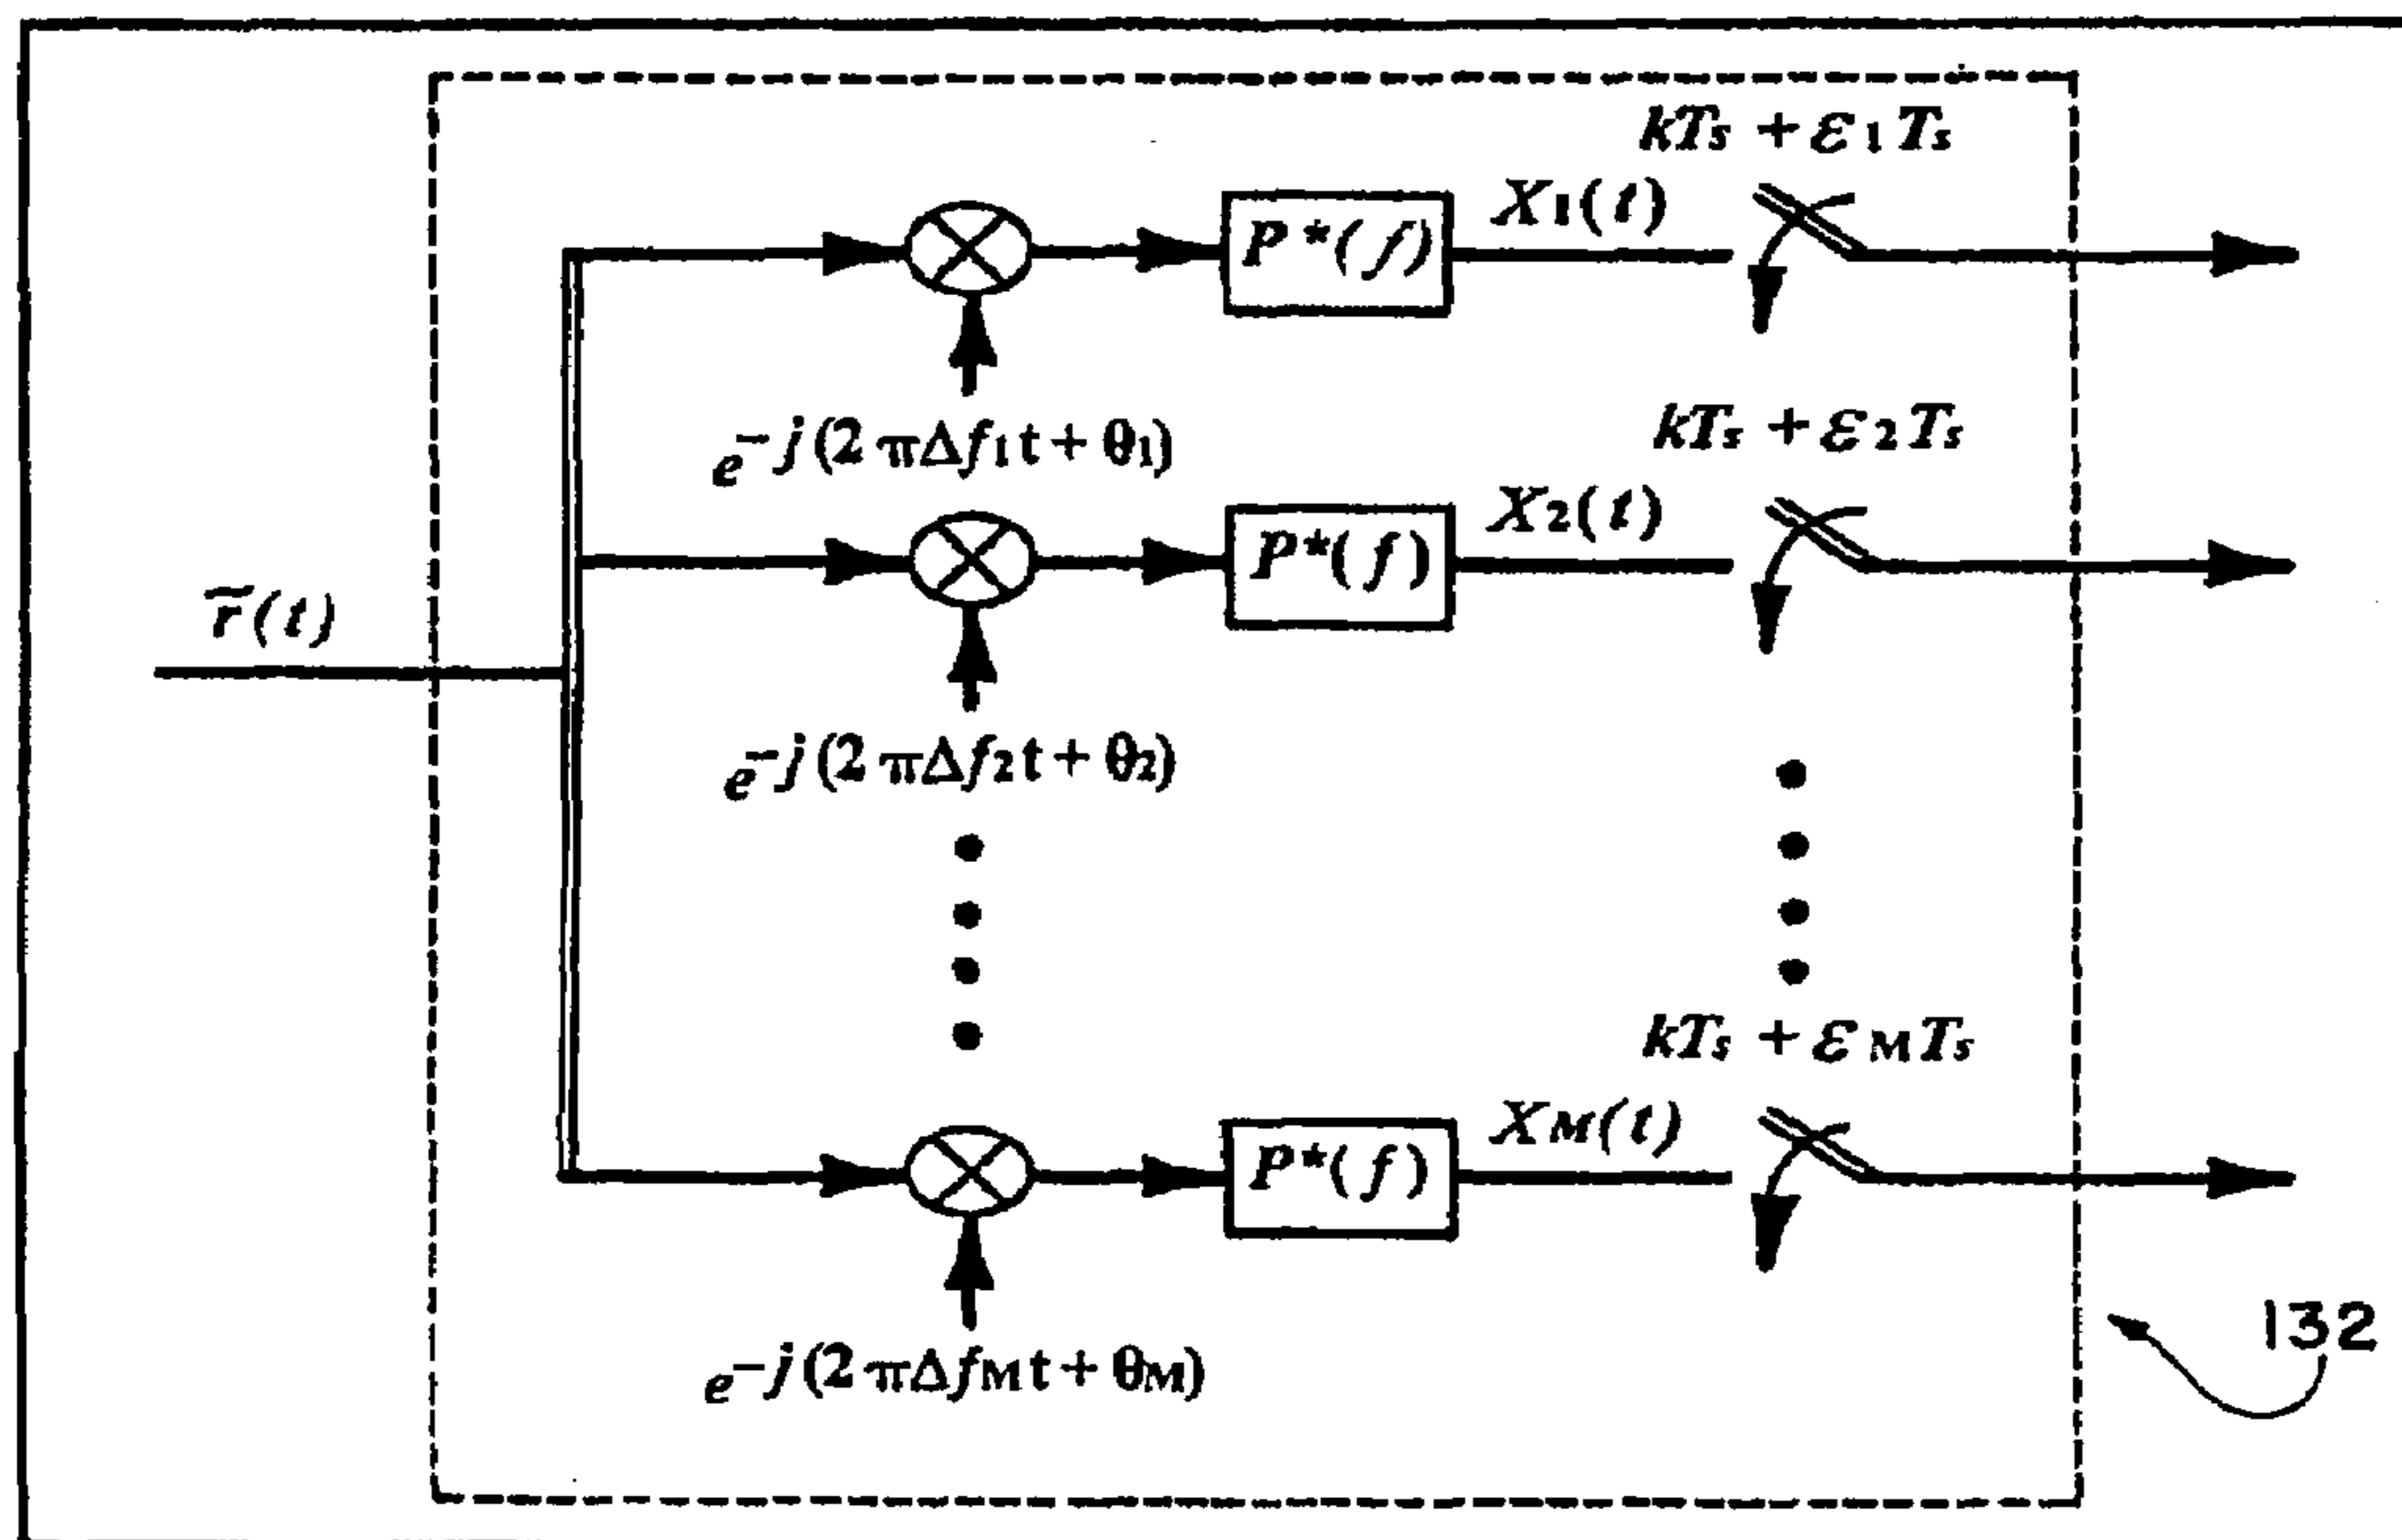 kTs + ε1Ts
X1(t)
P*(f)
e-j(2πΔf1t + θ1)
kTs + ε2Ts
X2(t)
P*(f)
r̃(t)
e-j(2πΔf2t + θ2)
kTs + εMTs
XM(t)
P*(f)
e-j(2πΔfMt + θM)
132